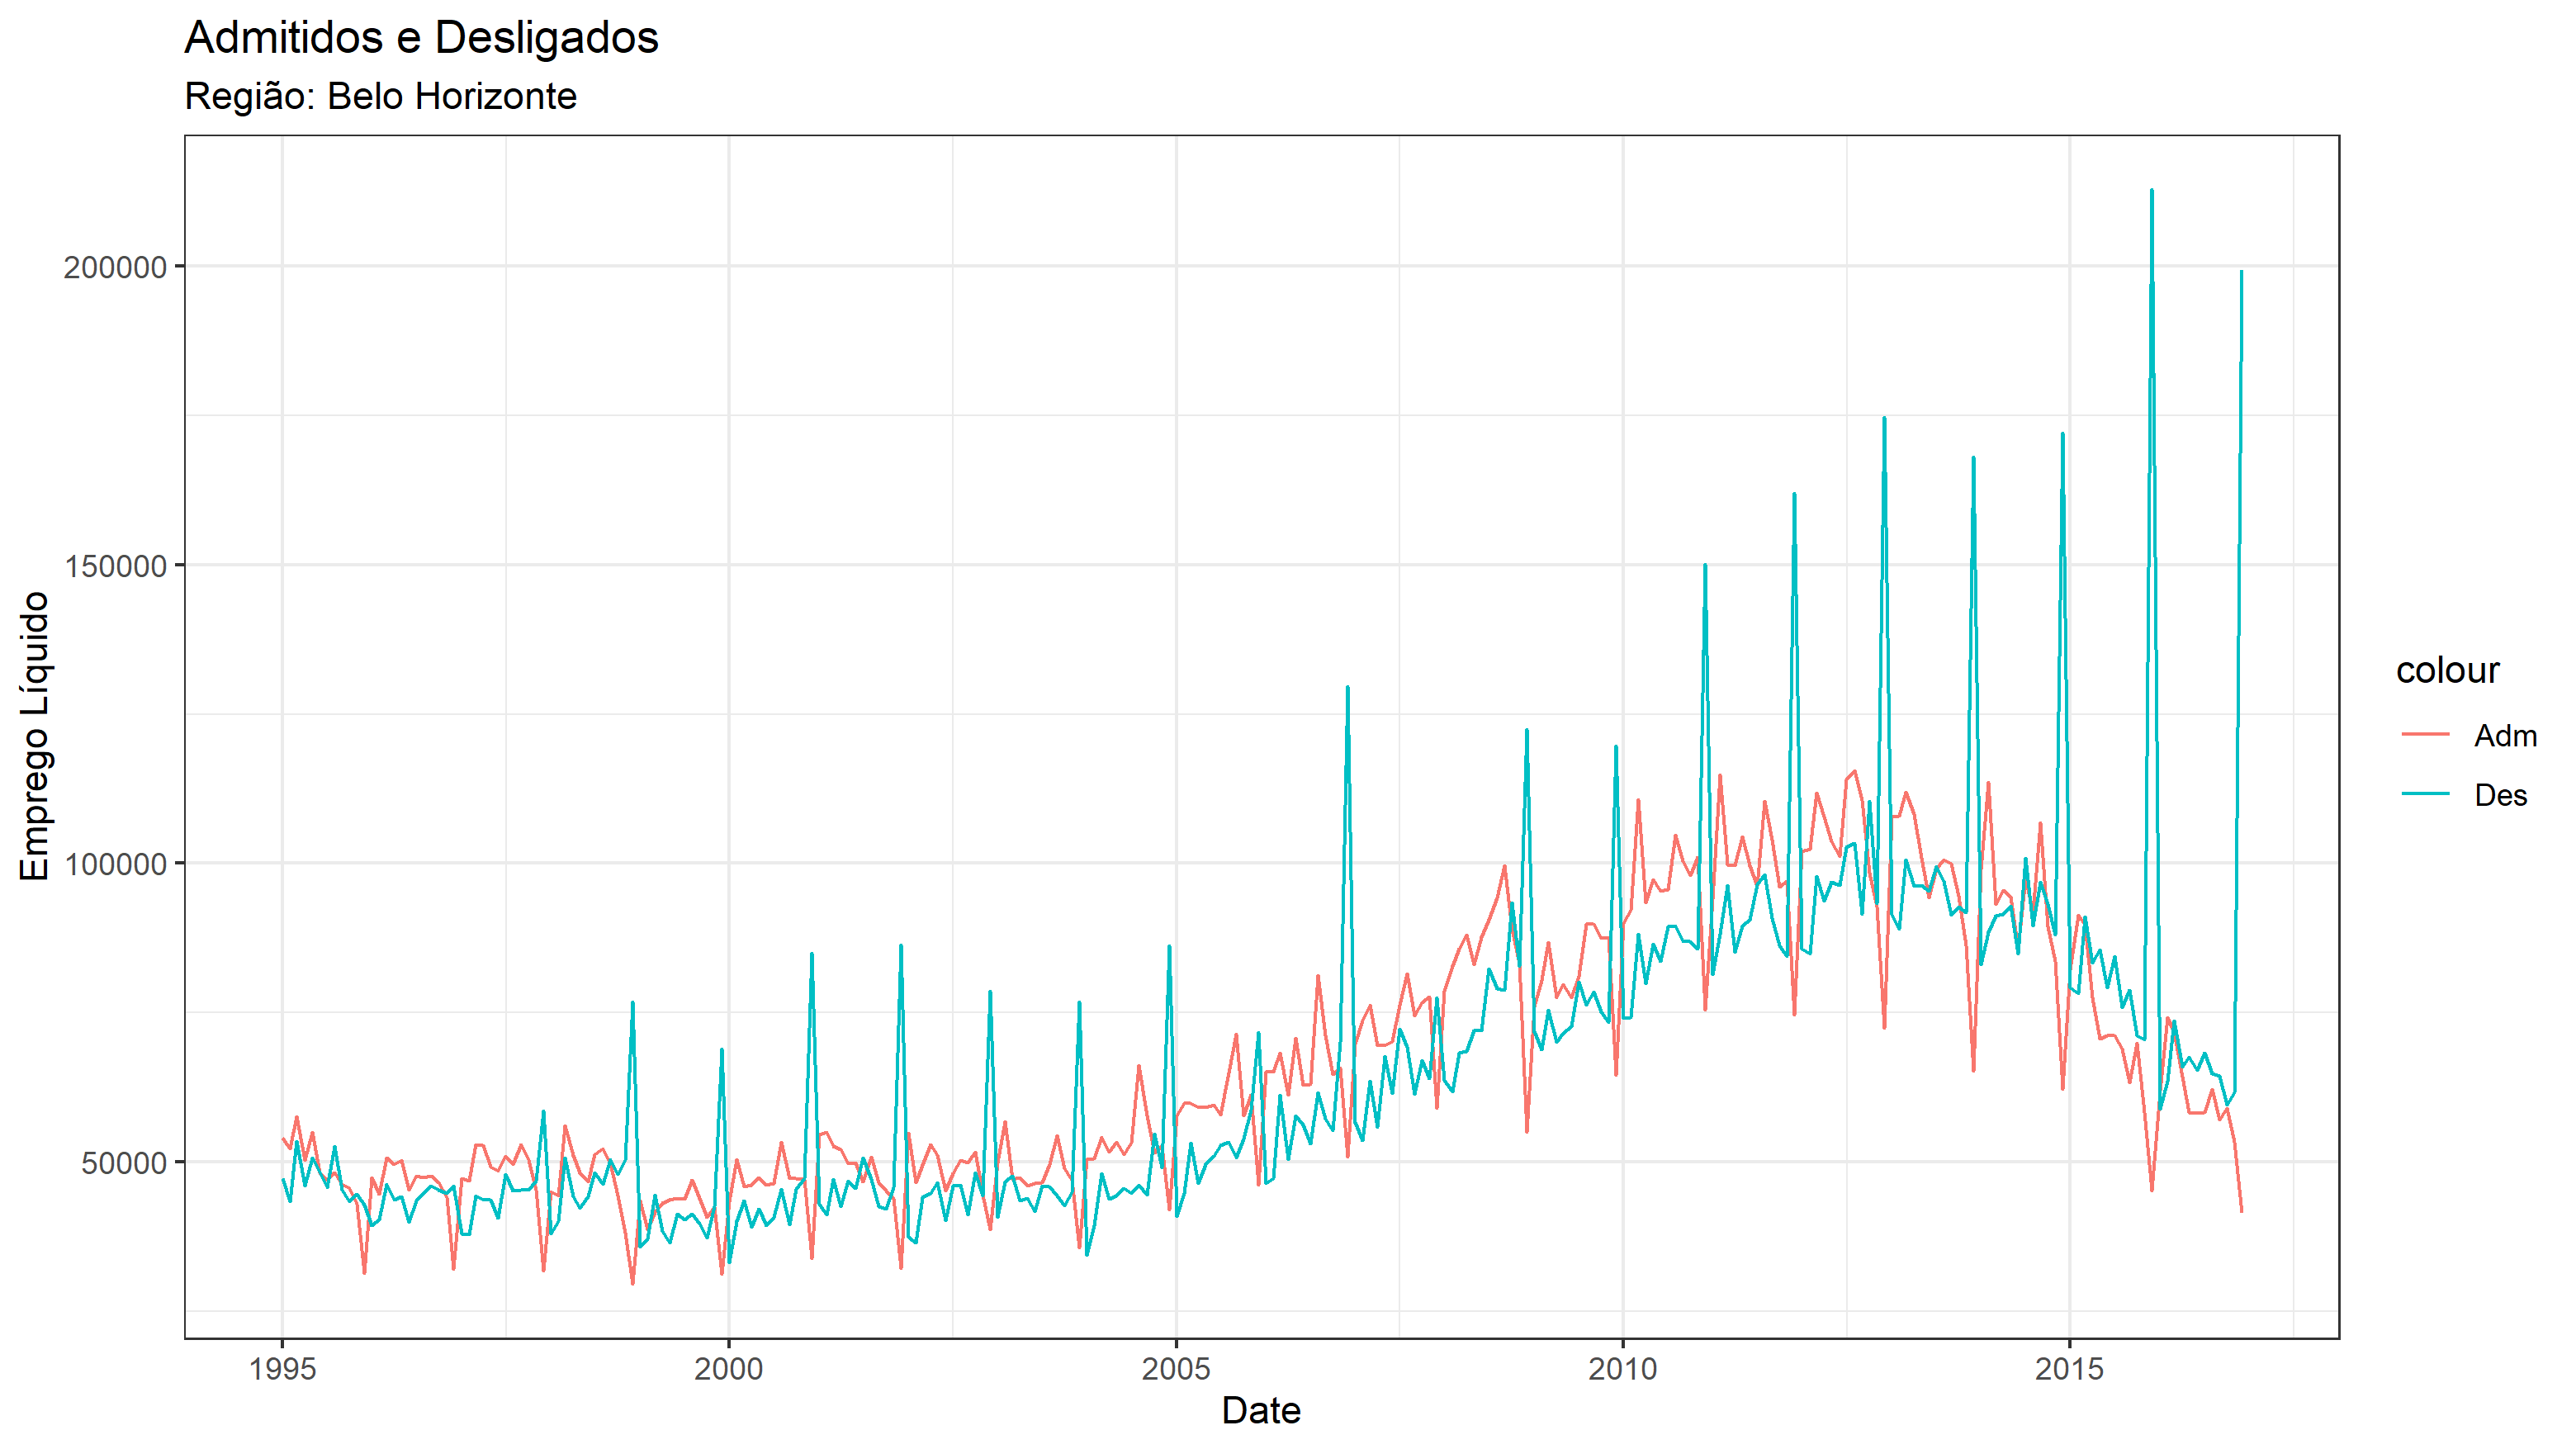 Admitidos e Desligados
Região: Belo Horizonte
Emprego Líquido
200000
150000
100000
50000
1995
2000
2005
2010
2015
Date
colour
Adm
Des